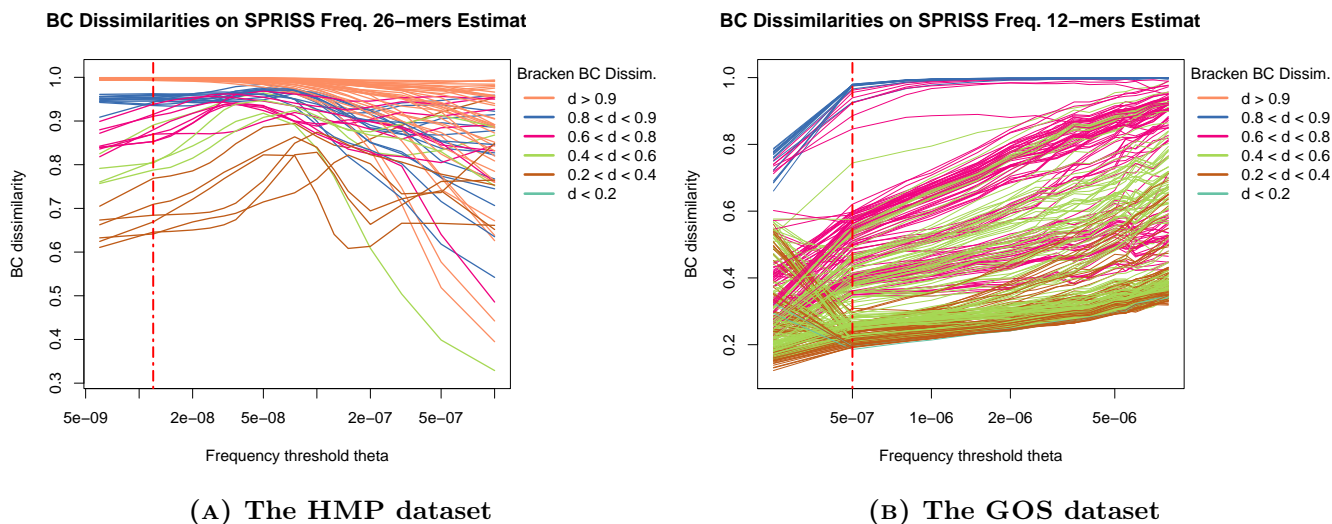 BC Dissimilarities on SPRISS Freq. 26−mers Estimat
BC dissimilarity
1.0
0.9
0.8
0.7
0.6
0.5
0.4
0.3
5e−09
2e−08
5e−08
2e−07
5e−07
Frequency threshold theta
Bracken BC Dissim.
d > 0.9
0.8 < d < 0.9
0.6 < d < 0.8
0.4 < d < 0.6
0.2 < d < 0.4
d < 0.2
(A) The HMP dataset
BC Dissimilarities on SPRISS Freq. 12−mers Estimat
BC dissimilarity
1.0
0.8
0.6
0.4
0.2
5e−07
1e−06
2e−06
5e−06
Frequency threshold theta
Bracken BC Dissim.
d > 0.9
0.8 < d < 0.9
0.6 < d < 0.8
0.4 < d < 0.6
0.2 < d < 0.4
d < 0.2
(B) The GOS dataset